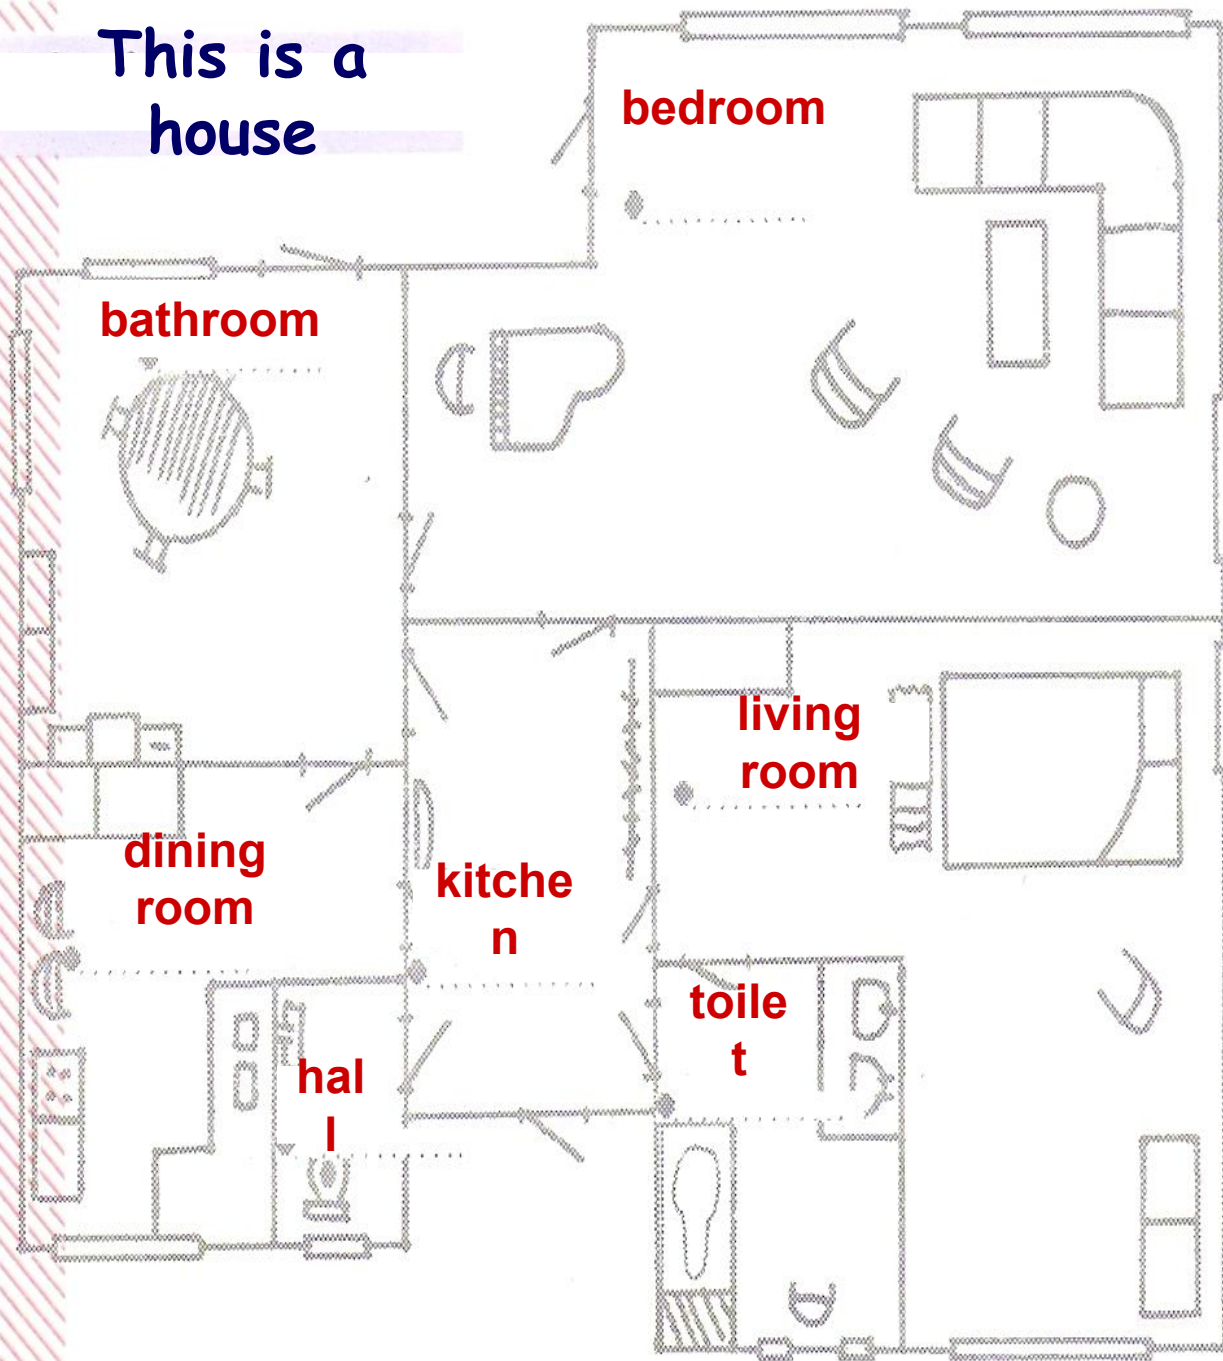 This is a
house
bedroom
bathroom
living
room
dining
room
kitche
n
toile
t
hal
l